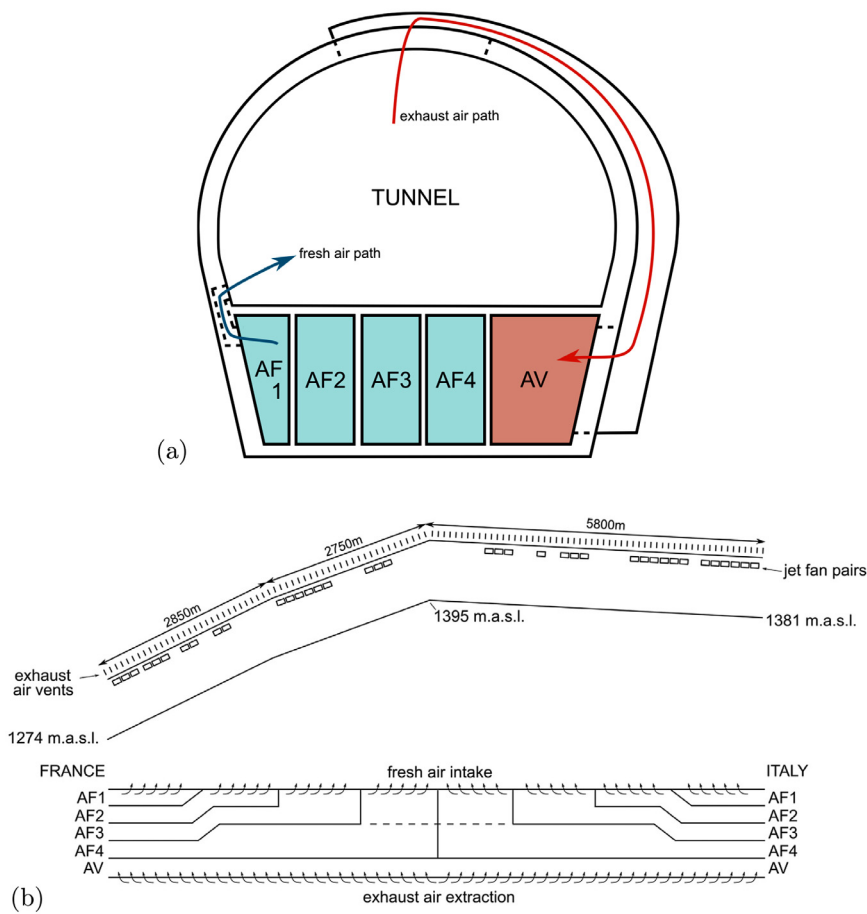 exhaust air path
TUNNEL
fresh air path
AF
1
AF2
AF3
AF4
AV
(a)
2850m
2750m
5800m
jet fan pairs
exhaust
air vents
1395 m.a.s.l.
1381 m.a.s.l.
1274 m.a.s.l.
FRANCE
fresh air intake
ITALY
AF1
AF1
AF2
AF2
AF3
AF3
AF4
AF4
AV
AV
exhaust air extraction
(b)